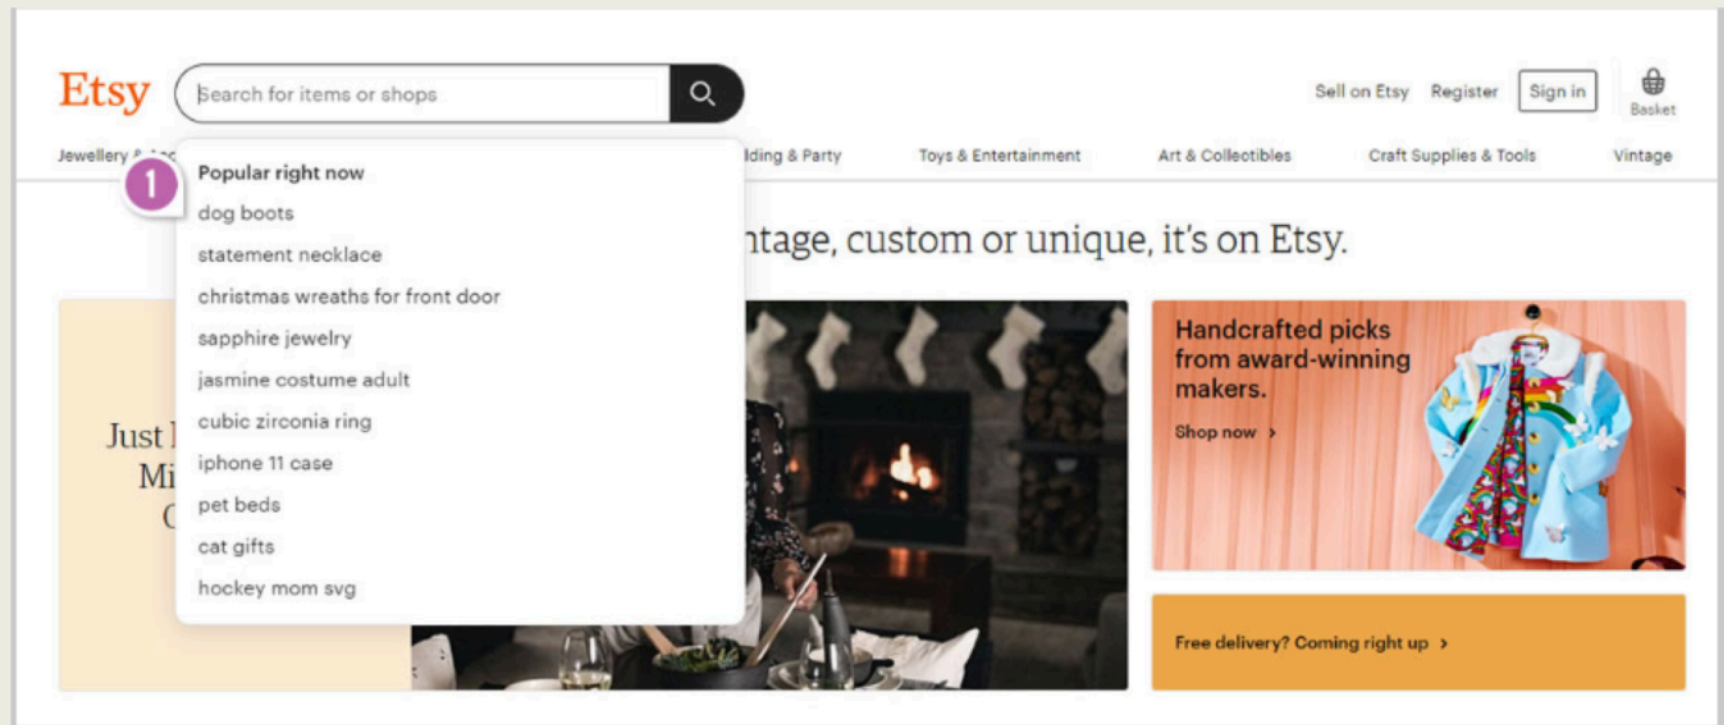 Etsy
Search for items or shops
Sell on Etsy Register Sign in
Basket
Jewellery &
& Party Toys & Entertainment Art & Collectibles Craft Supplies & Tools Vintage
1
Popular right now
dog boots
statement necklace
christmas wreaths for front door
sapphire jewelry
jasmine costume adult
cubic zirconia ring
iphone 11 case
pet beds
cat gifts
hockey mom svg
custom or unique, it's on Etsy.
Just
Handcrafted picks
from award-winning
makers.
Shop now >
Free delivery? Coming right up >